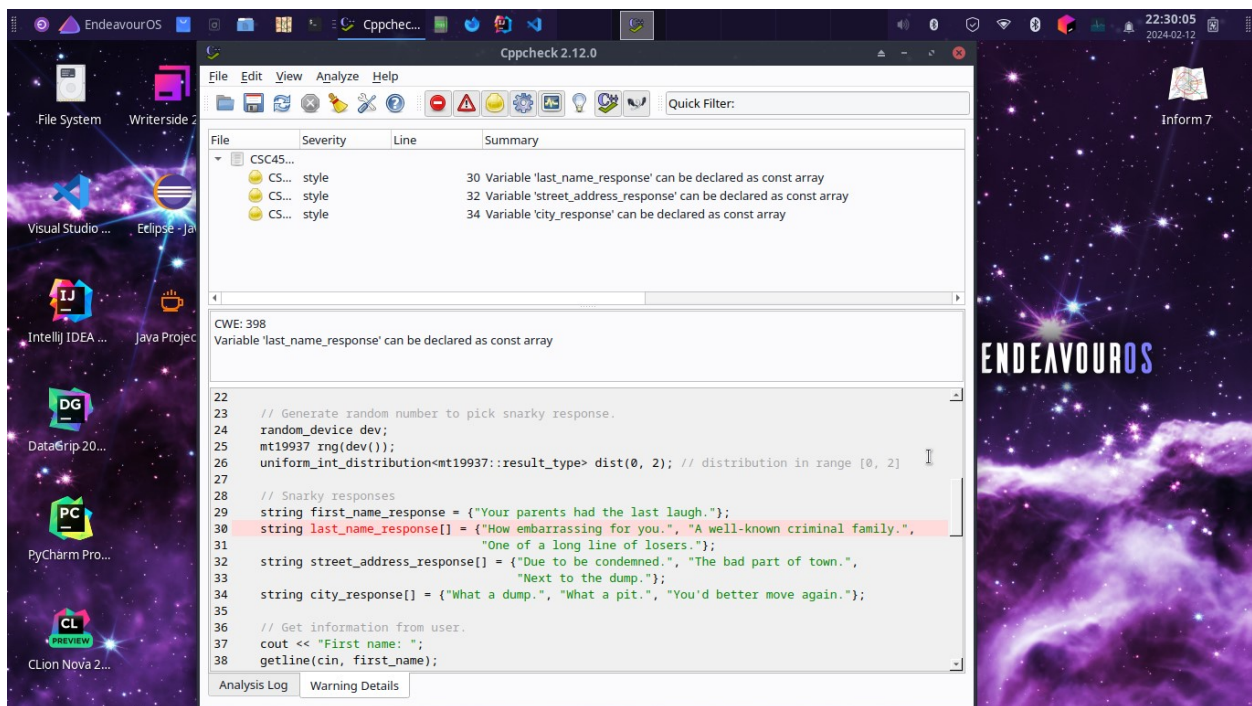 EndeavourOS
Cppchec...
22:30:05
2024-02-12
File System
Writerside 2
Visual Studio ...
Eclipse - Ja
IntelliJ IDEA ...
Java Projec
DG
DataGrip 20...
PC
PyCharm Pro...
CL
PREVIEW
CLion Nova 2...
IJ
Inform 7
ENDEAVOUROS
Cppcheck 2.12.0
File Edit View Analyze Help
Quick Filter:
File Severity Line Summary
CSC45...
CS... style 30 Variable 'last_name_response' can be declared as const array
CS... style 32 Variable 'street_address_response' can be declared as const array
CS... style 34 Variable 'city_response' can be declared as const array
CWE: 398
Variable 'last_name_response' can be declared as const array
22
23 // Generate random number to pick snarky response.
24 random_device dev;
25 mt19937 rng(dev());
26 uniform_int_distribution<mt19937::result_type> dist(0, 2); // distribution in range [0, 2]
27
28 // Snarky responses
29 string first_name_response = {"Your parents had the last laugh."};
30 string last_name_response[] = {"How embarrassing for you.", "A well-known criminal family.",
31 "One of a long line of losers."};
32 string street_address_response[] = {"Due to be condemned.", "The bad part of town.",
33 "Next to the dump."};
34 string city_response[] = {"What a dump.", "What a pit.", "You'd better move again."};
35
36 // Get information from user.
37 cout << "First name: ";
38 getline(cin, first_name);
Analysis Log Warning Details